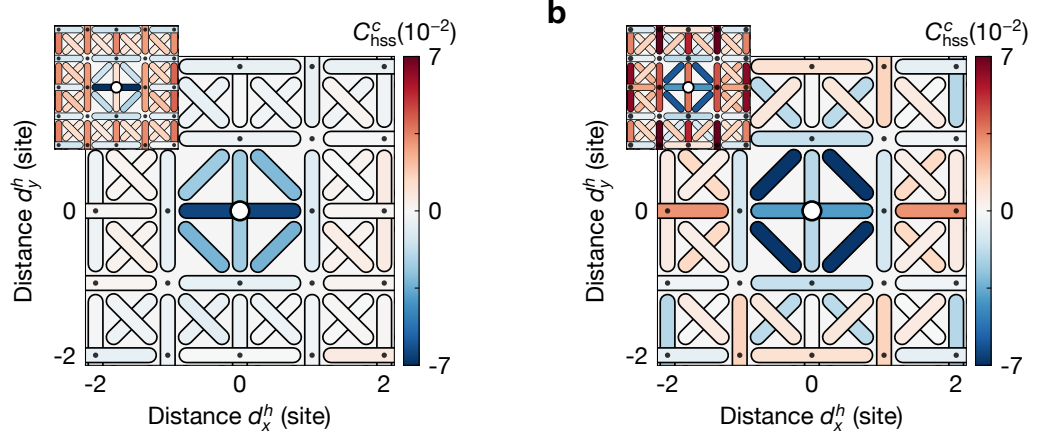 b
C^c_hss(10^−2)
7
0
-7
Distance d^h_y (site)
0
-2
-2
0
2
Distance d^h_x (site)
C^c_hss(10^−2)
7
0
-7
Distance d^h_y (site)
0
-2
-2
0
2
Distance d^h_x (site)